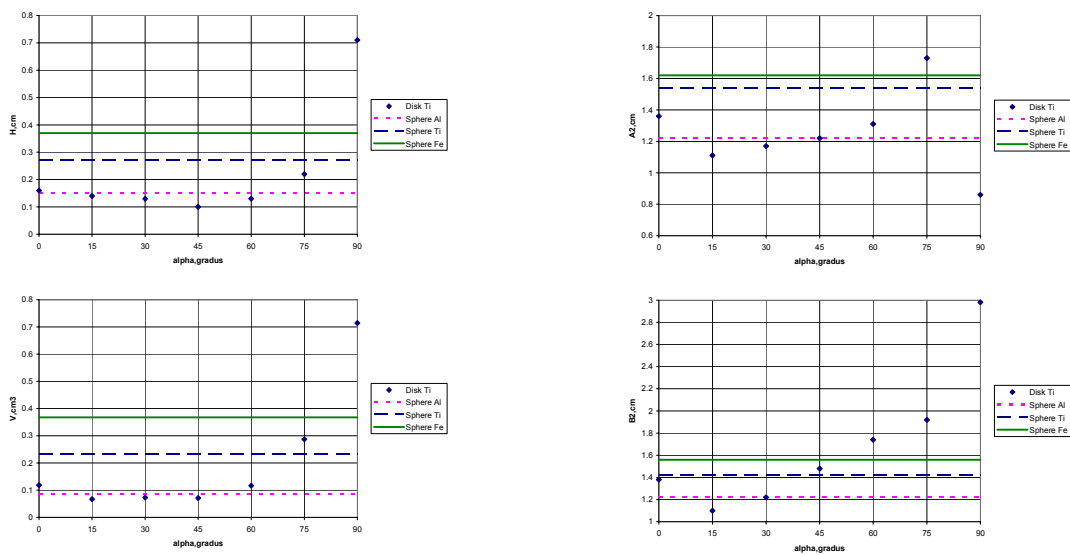 0.8
0.7
0.6
0.5
0.4
0.3
0.2
0.1
0
H,cm
0 15 30 45 60 75 90
alpha,gradus
Disk Ti
Sphere Al
Sphere Ti
Sphere Fe
2
1.8
1.6
1.4
1.2
1
0.8
0.6
A2,cm
0 15 30 45 60 75 90
alpha,gradus
Disk Ti
Sphere Al
Sphere Ti
Sphere Fe
0.8
0.7
0.6
0.5
0.4
0.3
0.2
0.1
0
V,cm3
0 15 30 45 60 75 90
alpha,gradus
Disk Ti
Sphere Al
Sphere Ti
Sphere Fe
3
2.8
2.6
2.4
2.2
2
1.8
1.6
1.4
1.2
1
B2,cm
0 15 30 45 60 75 90
alpha,gradus
Disk Ti
Sphere Al
Sphere Ti
Sphere Fe